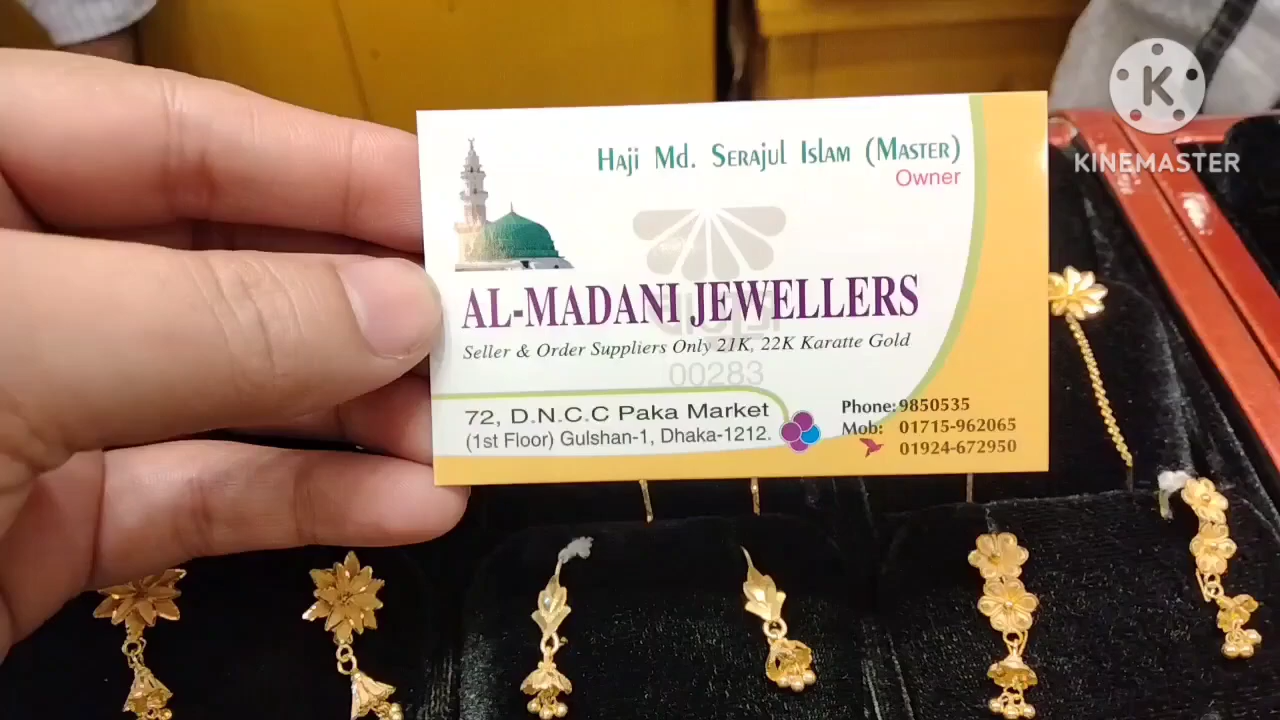 K
KINEMASTER
Haji Md. Serajul Islam (Master)
Owner
AL-MADANI JEWELLERS
Seller & Order Suppliers Only 21K, 22K Karatte Gold
00283
72, D.N.C.C Paka Market
(1st Floor) Gulshan-1, Dhaka-1212.
Phone: 9850535
Mob: 01715-962065
01924-672950